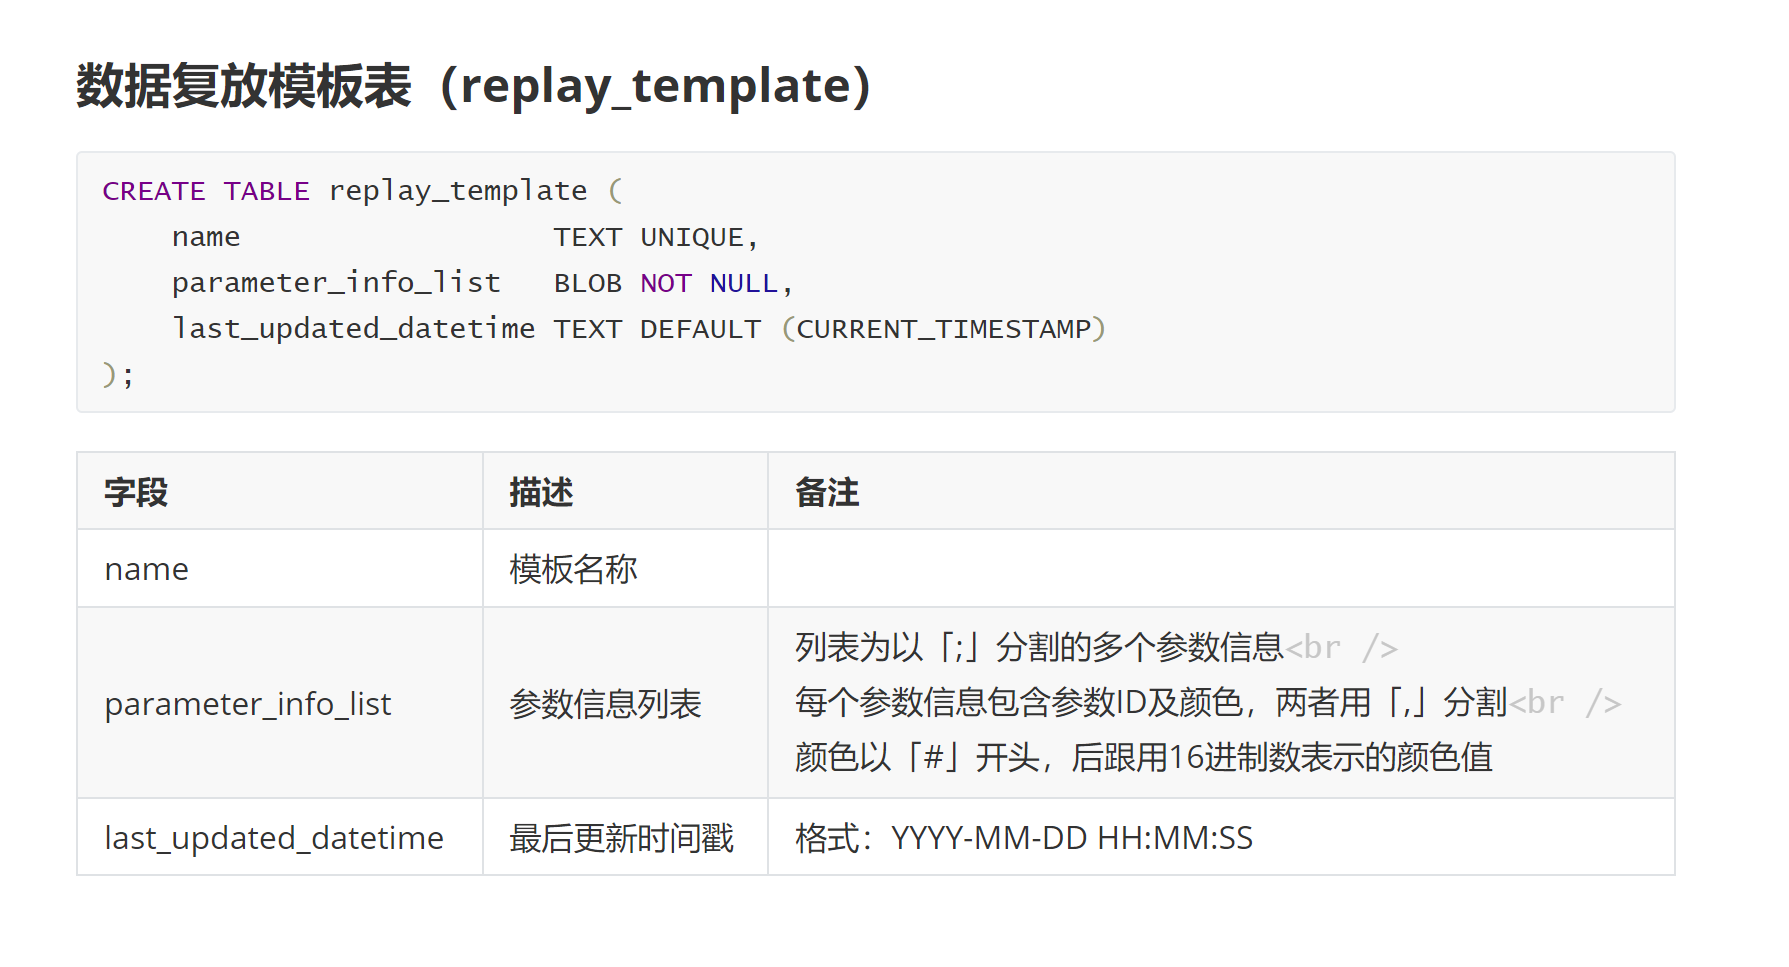 数据复放模板表（replay_template）
CREATE TABLE replay_template (
    name                  TEXT UNIQUE,
    parameter_info_list   BLOB NOT NULL,
    last_updated_datetime TEXT DEFAULT (CURRENT_TIMESTAMP)
);
字段 描述 备注
name 模板名称
parameter_info_list 参数信息列表 列表为以「;」分割的多个参数信息<br />
每个参数信息包含参数ID及颜色，两者用「,」分割<br />
颜色以「#」开头，后跟用16进制数表示的颜色值
last_updated_datetime 最后更新时间戳 格式：YYYY-MM-DD HH:MM:SS